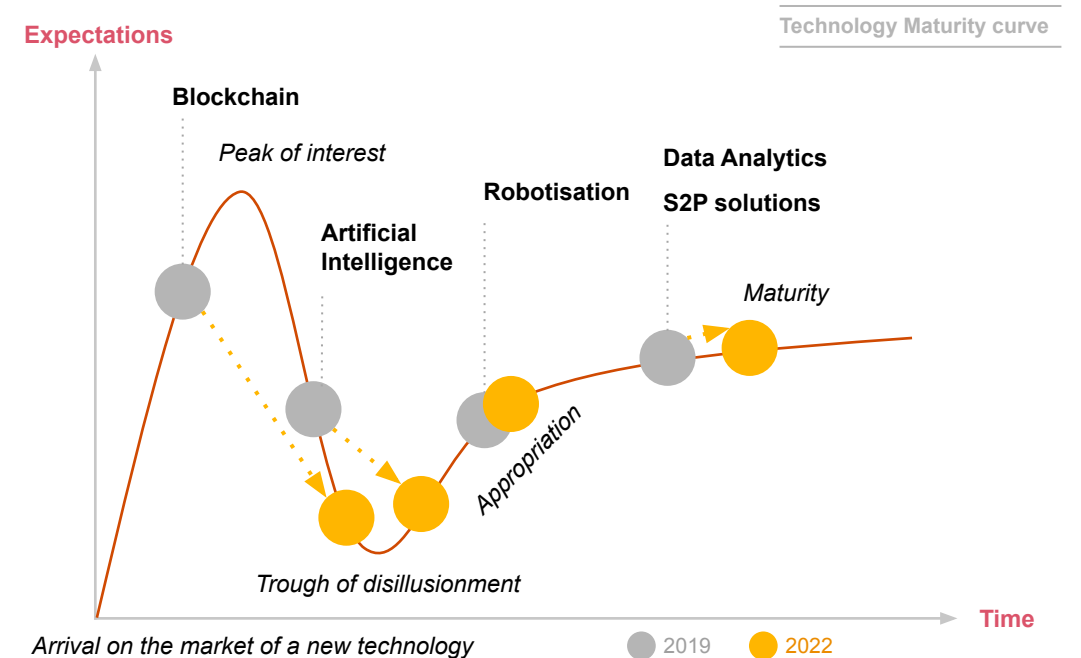 Technology Maturity curve
Expectations
Blockchain
Peak of interest
Data Analytics
Robotisation
S2P solutions
Artificial
Intelligence
Maturity
Appropriation
Trough of disillusionment
Time
Arrival on the market of a new technology
2019
2022